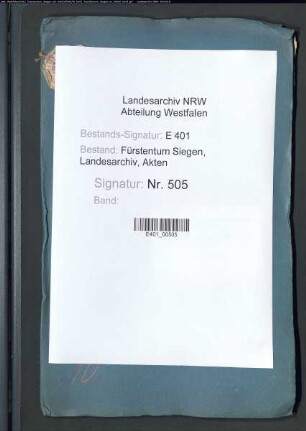 Landesarchiv NRW
Abteilung Westfalen
Bestands-Signatur: E 401
Bestand: Fürstentum Siegen,
Landesarchiv, Akten
Signatur: Nr. 505
Band:
E401_00505